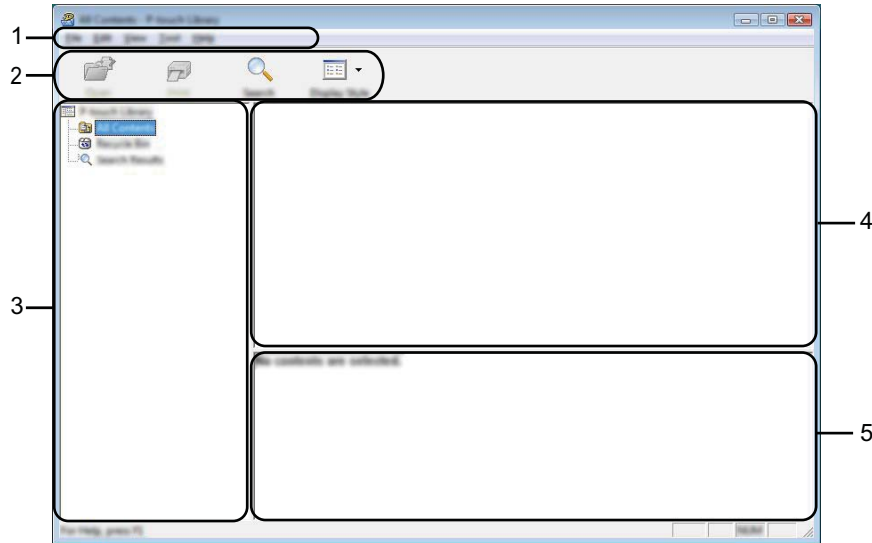 All Contents - P-touch Library
1
File Edit View Tool Help
2
Open Print Search Display Style
P-touch Library
All Contents
Recycle Bin
Search Results
4
3
No contents are selected.
5
For Help, press F1 NUM